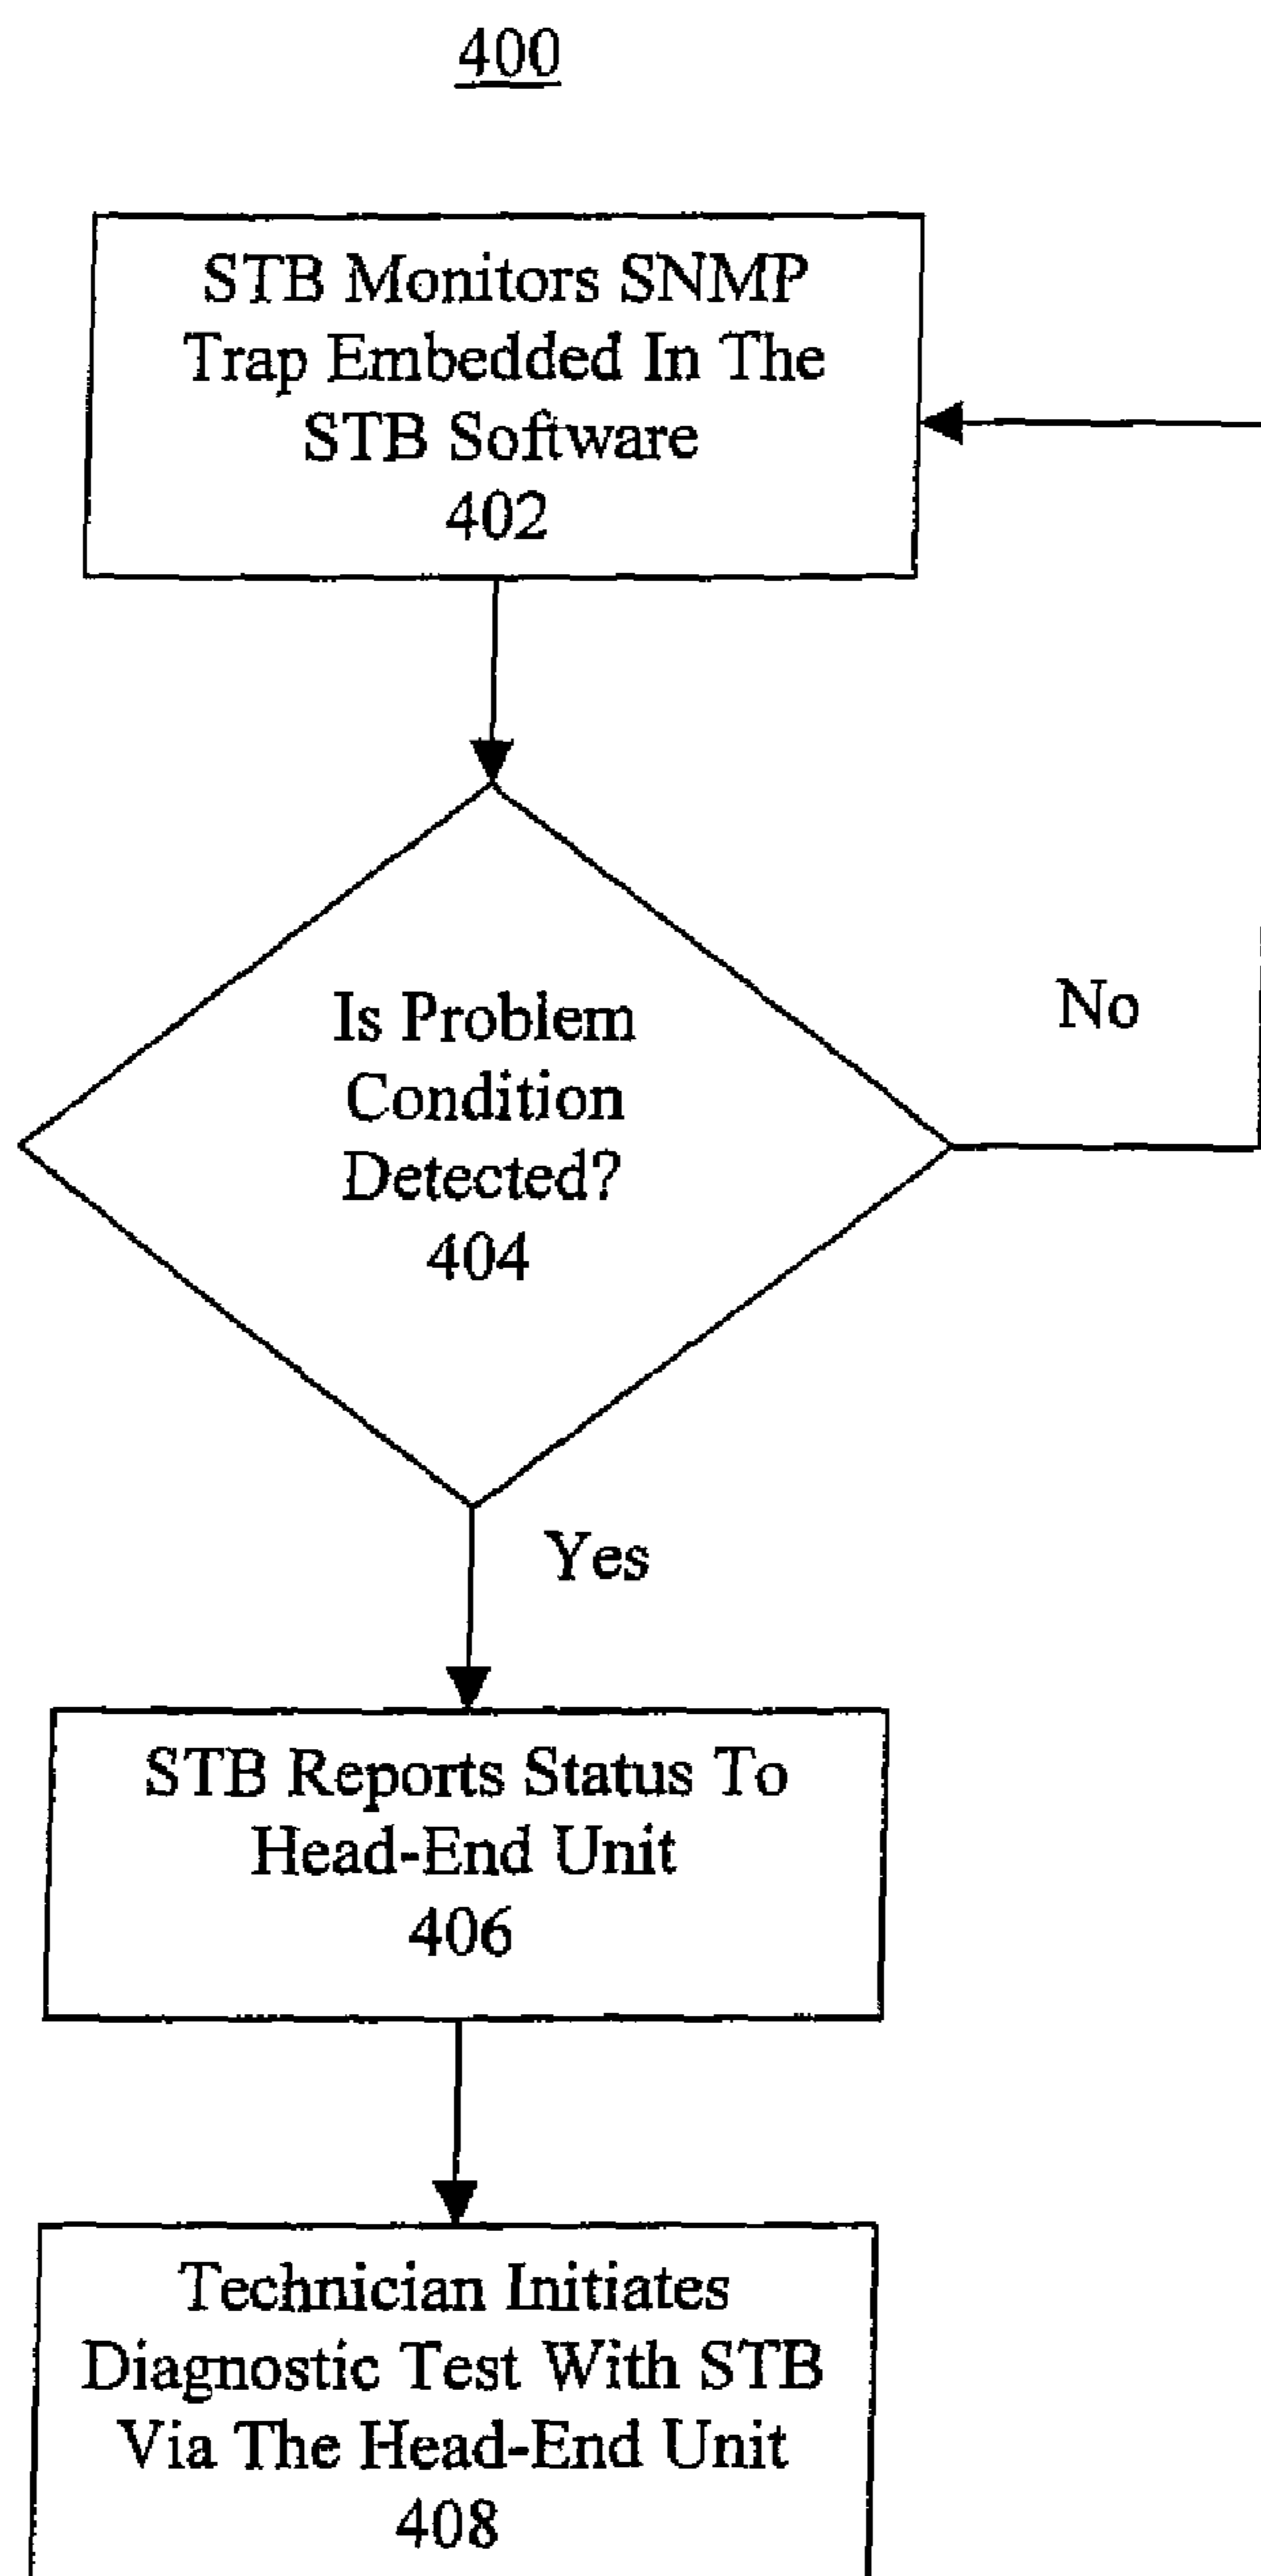 400
STB Monitors SNMP
Trap Embedded In The
STB Software
402
Is Problem
Condition
Detected?
404
No
Yes
STB Reports Status To
Head-End Unit
406
Technician Initiates
Diagnostic Test With STB
Via The Head-End Unit
408